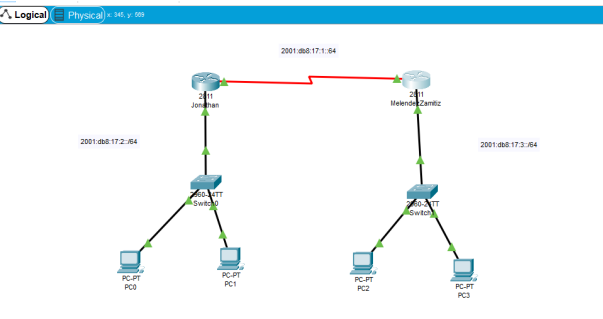 Logical
Physical x: 345, y: 589
2001:db8:17:1::64
2811
Jonathan
2811
MelendezZamitiz
2001:db8:17:2::/64
2001:db8:17:3::/64
2960-24TT
Switch0
2960-24TT
Switch1
PC-PT
PC0
PC-PT
PC1
PC-PT
PC2
PC-PT
PC3